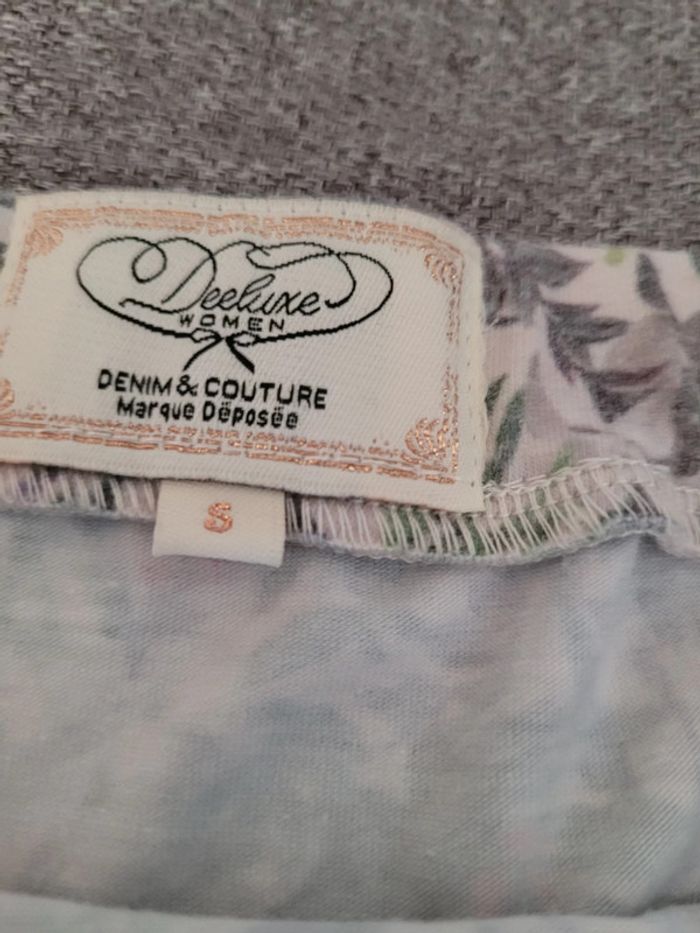 Deeluxe
WOMEN
DENIM & COUTURE
Marque Dëposëe
S